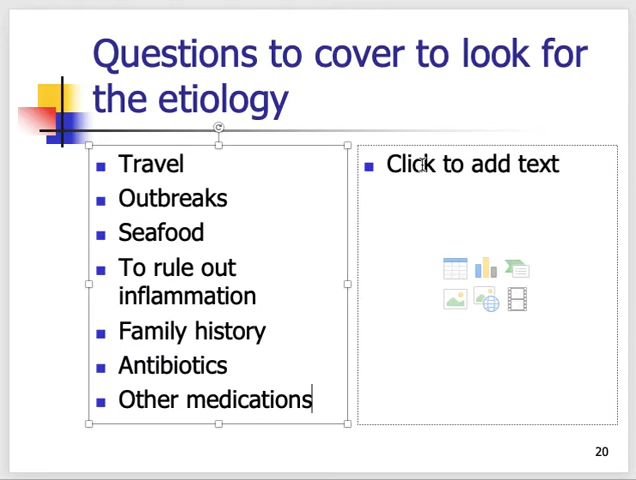 Questions to cover to look for
the etiology
Travel
Outbreaks
Seafood
To rule out
inflammation
Family history
Antibiotics
Other medications
Click to add text
20